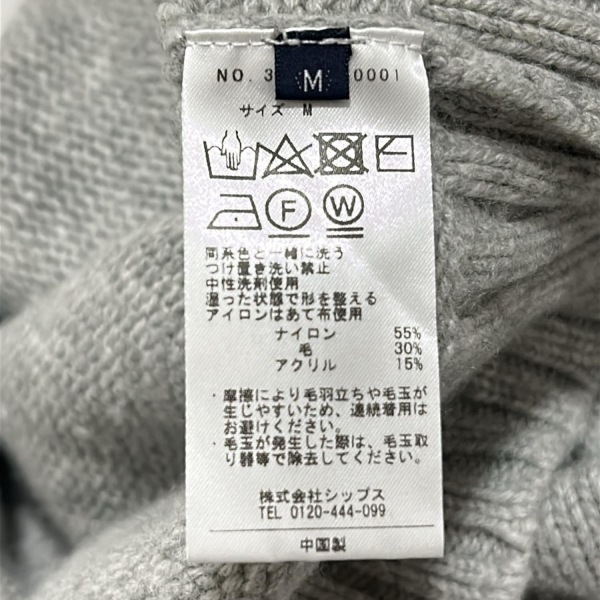 NO. 3 M 0001
サイズ M
F W
同系色と一緒に洗う
つけ置き洗い禁止
中性洗剤使用
湿った状態で形を整える
アイロンはあて布使用
ナイロン 55%
毛 30%
アクリル 15%
・摩擦により毛羽立ちや毛玉が
生じやすいため、連続着用は
お避けください。
・毛玉が発生した際は、毛玉取
り器等で除去してください。
株式会社シップス
TEL 0120-444-099
中国製